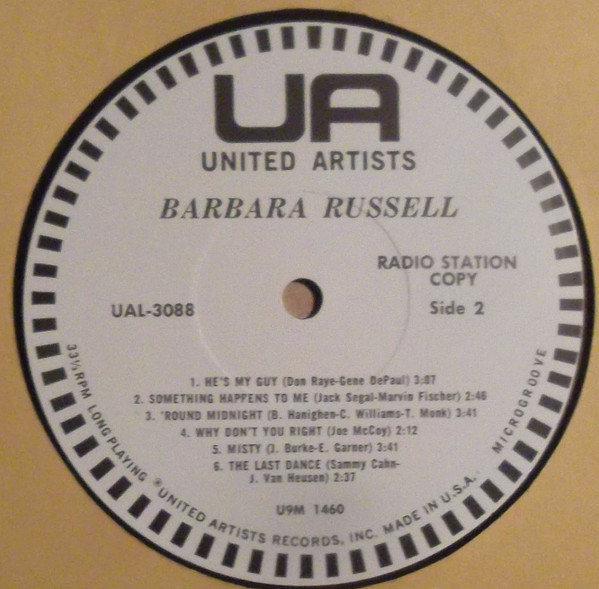 UA
UNITED ARTISTS
BARBARA RUSSELL
RADIO STATION
COPY
UAL-3088
Side 2
1. HE'S MY GUY (Don Raye-Gene DePaul) 3:07
2. SOMETHING HAPPENS TO ME (Jack Segal-Marvin Fischer) 2:46
3. 'ROUND MIDNIGHT (B. Hanighen-C. Williams-T. Monk) 3:41
4. WHY DON'T YOU RIGHT (Joe McCoy) 2:12
5. MISTY (J. Burke-E. Garner) 3:41
6. THE LAST DANCE (Sammy Cahn-
J. Van Heusen) 2:37
U9M 1460
33⅓ RPM LONG PLAYING ® UNITED ARTISTS RECORDS, INC. MADE IN U.S.A. MICROGROOVE